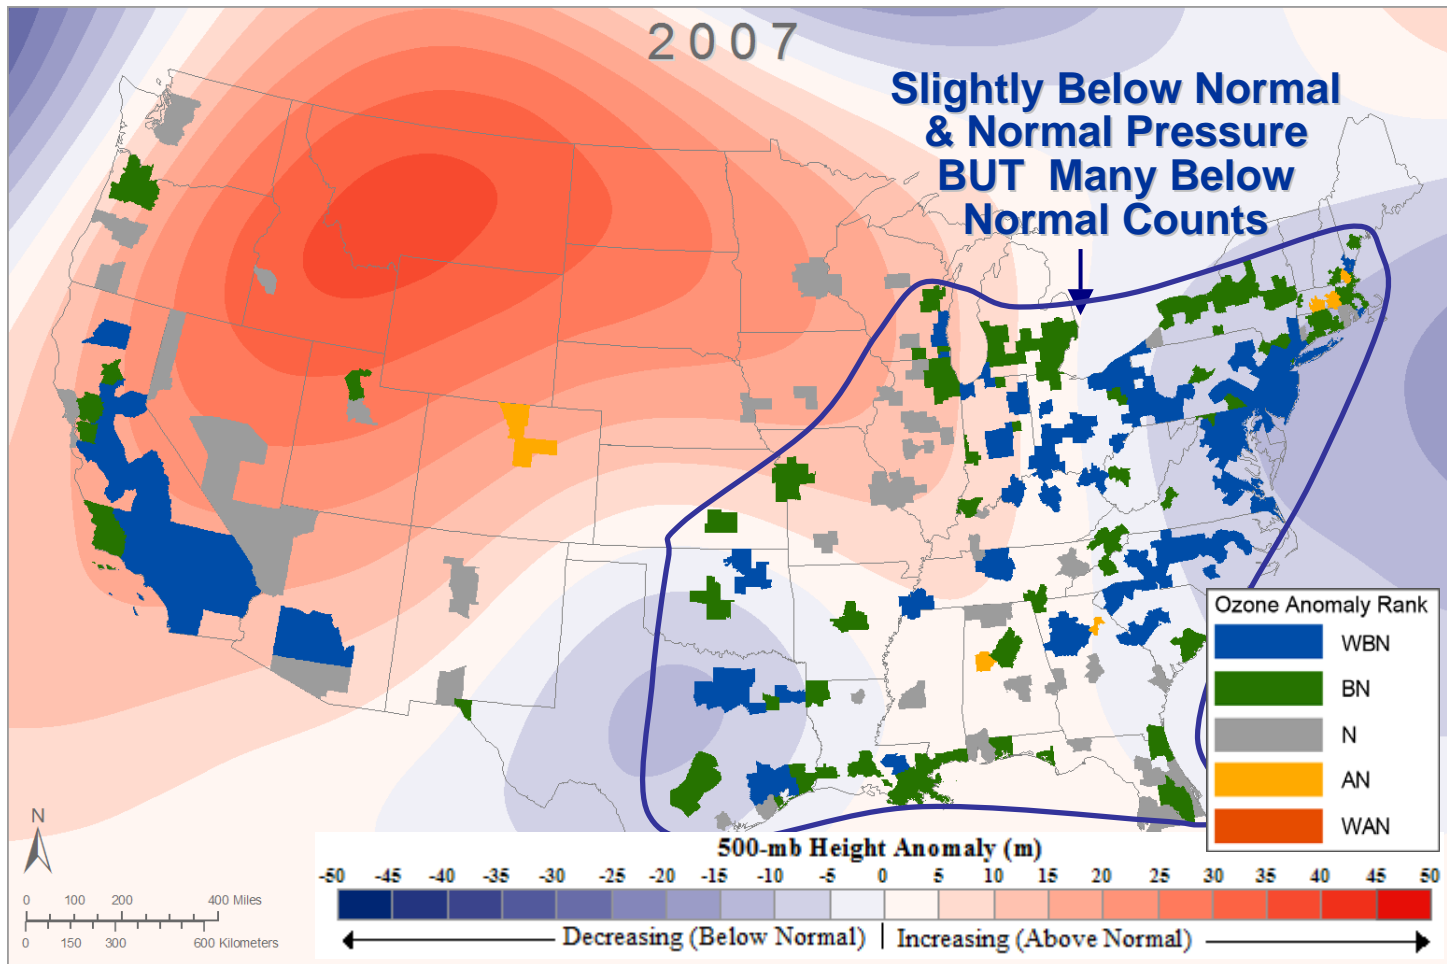 2007
Slightly Below Normal
& Normal Pressure
BUT Many Below
Normal Counts
Ozone Anomaly Rank
WBN
BN
N
AN
WAN
N
0 100 200 400 Miles
0 150 300 600 Kilometers
500-mb Height Anomaly (m)
-50 -45 -40 -35 -30 -25 -20 -15 -10 -5 0 5 10 15 20 25 30 35 40 45 50
Decreasing (Below Normal) Increasing (Above Normal)